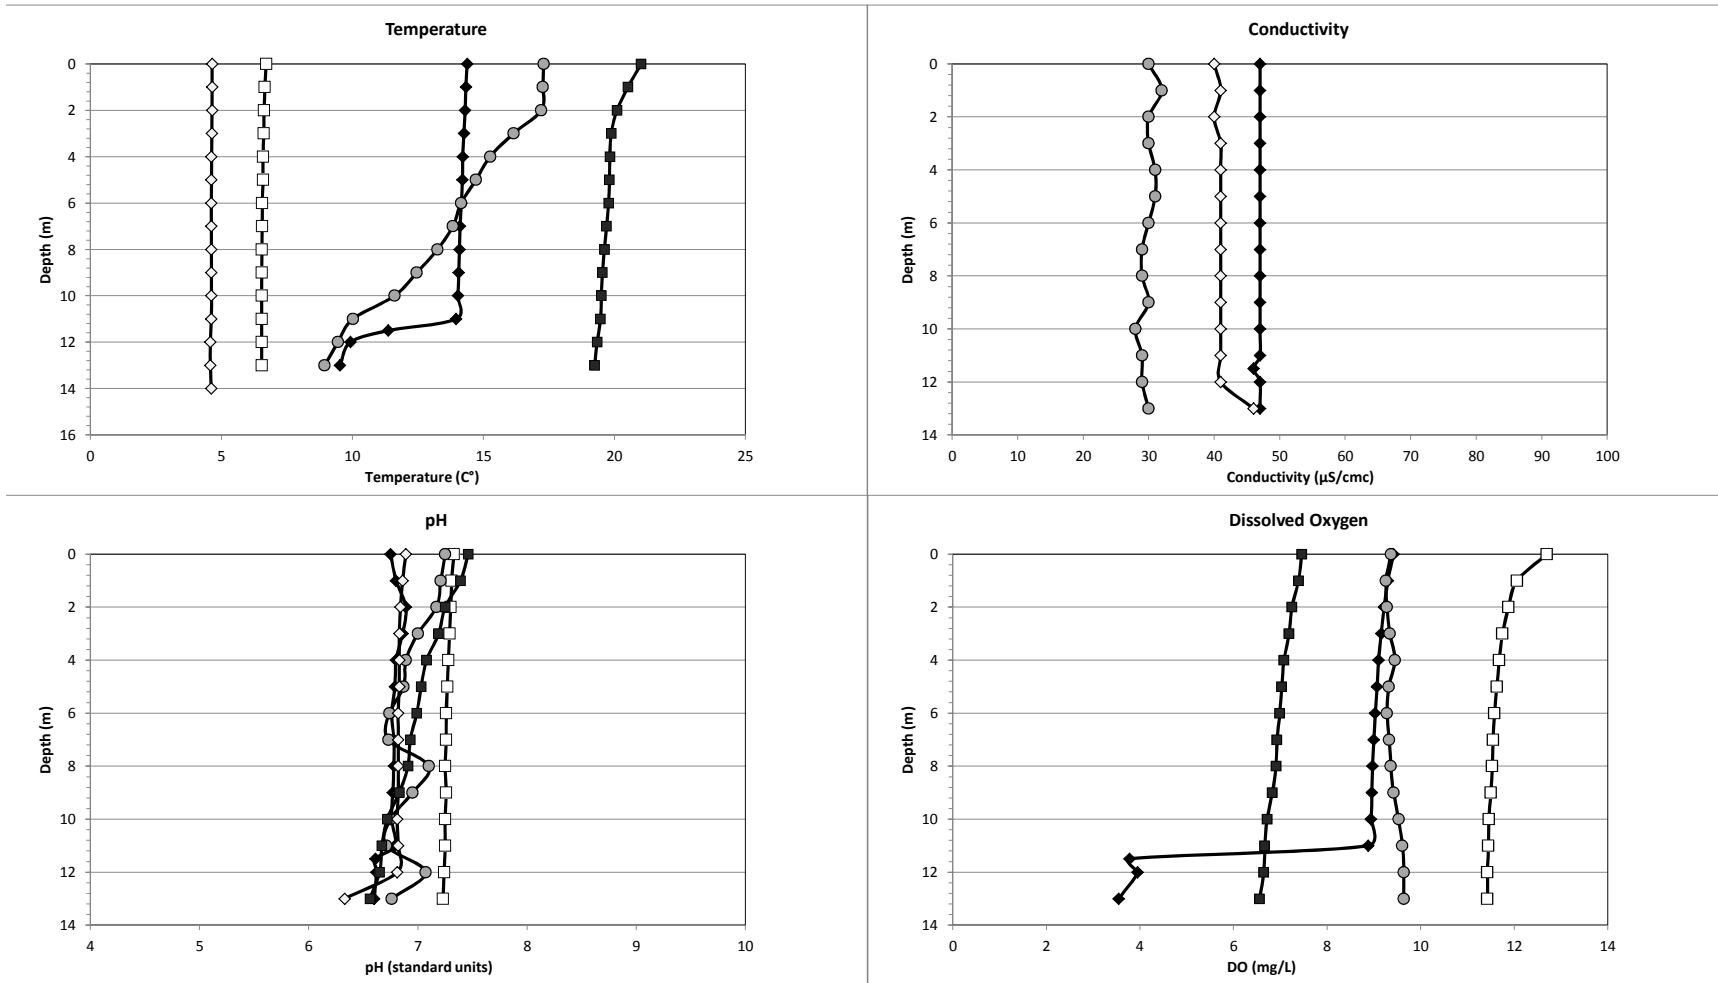 Temperature
0
2
4
6
8
10
12
14
16
Depth (m)
0 5 10 15 20 25
Temperature (C°)
Conductivity
0
2
4
6
8
10
12
14
Depth (m)
0 10 20 30 40 50 60 70 80 90 100
Conductivity (µS/cmc)
pH
0
2
4
6
8
10
12
14
Depth (m)
4 5 6 7 8 9 10
pH (standard units)
Dissolved Oxygen
0
2
4
6
8
10
12
14
Depth (m)
0 2 4 6 8 10 12 14
DO (mg/L)